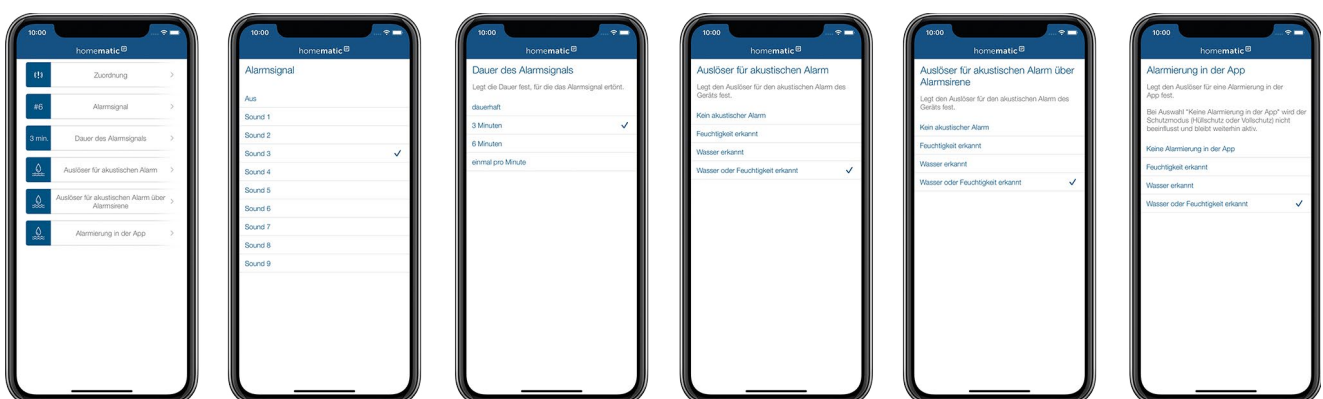 10:00
homematic IP
Zuordnung
#6
Alarmsignal
3 min.
Dauer des Alarmsignals
Auslöser für akustischen Alarm
Auslöser für akustischen Alarm über
Alarmsirene
Alarmierung in der App
10:00
homematic IP
Alarmsignal
Aus
Sound 1
Sound 2
Sound 3
Sound 4
Sound 5
Sound 6
Sound 7
Sound 8
Sound 9
10:00
homematic IP
Dauer des Alarmsignals
Legt die Dauer fest, für die das Alarmsignal ertönt.
dauerhaft
3 Minuten
6 Minuten
einmal pro Minute
10:00
homematic IP
Auslöser für akustischen Alarm
Legt den Auslöser für den akustischen Alarm des
Geräts fest.
Kein akustischer Alarm
Feuchtigkeit erkannt
Wasser erkannt
Wasser oder Feuchtigkeit erkannt
10:00
homematic IP
Auslöser für akustischen Alarm über
Alarmsirene
Legt den Auslöser für den akustischen Alarm des
Geräts fest.
Kein akustischer Alarm
Feuchtigkeit erkannt
Wasser erkannt
Wasser oder Feuchtigkeit erkannt
10:00
homematic IP
Alarmierung in der App
Legt den Auslöser für eine Alarmierung in der
App fest.
Bei Auswahl "Keine Alarmierung in der App" wird der
Schutzmodus (Hüllschutz oder Vollschutz) nicht
beeinflusst und bleibt weiterhin aktiv.
Keine Alarmierung in der App
Feuchtigkeit erkannt
Wasser erkannt
Wasser oder Feuchtigkeit erkannt